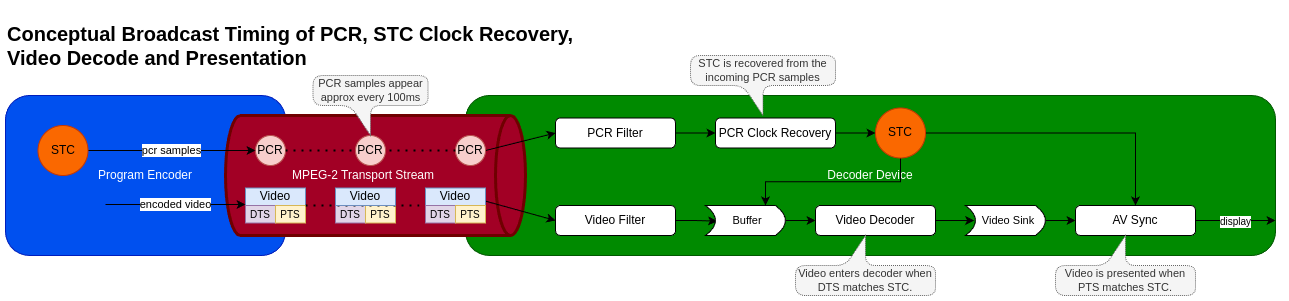 Conceptual Broadcast Timing of PCR, STC Clock Recovery,
Video Decode and Presentation
PCR samples appear
approx every 100ms
STC is recovered from the
incoming PCR samples
STC
pcr samples
PCR
PCR
PCR
PCR Filter
PCR Clock Recovery
STC
Program Encoder
MPEG-2 Transport Stream
Decoder Device
encoded video
Video
DTS
PTS
Video
DTS
PTS
Video
DTS
PTS
Video Filter
Buffer
Video Decoder
Video Sink
AV Sync
display
Video enters decoder when
DTS matches STC.
Video is presented when
PTS matches STC.